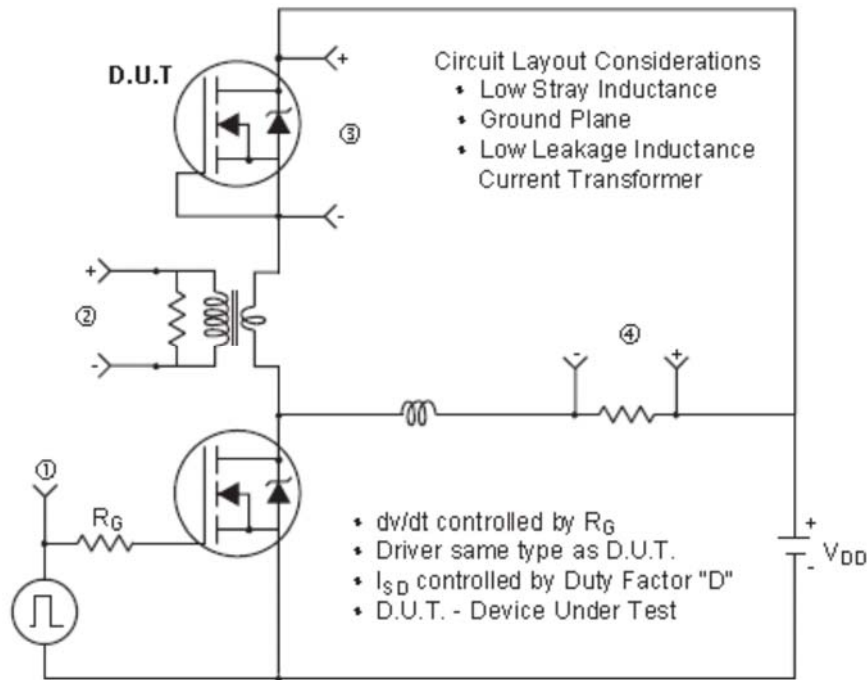 D.U.T
+
Circuit Layout Considerations
• Low Stray Inductance
• Ground Plane
• Low Leakage Inductance
Current Transformer
③
-
+
②
-
④
-
+
①
R_G
• dv/dt controlled by R_G
• Driver same type as D.U.T.
• I_SD controlled by Duty Factor "D"
• D.U.T. - Device Under Test
+
V_DD
-